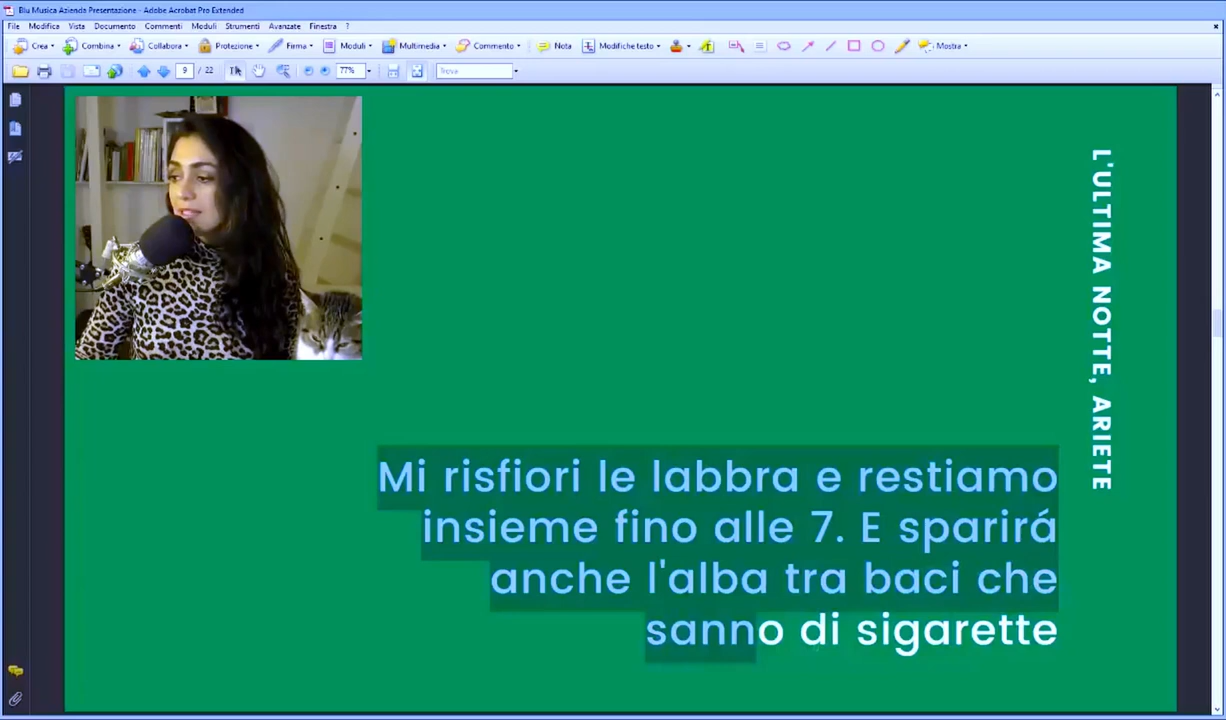 Blu Musica Azienda Presentazione - Adobe Acrobat Pro Extended
File Modifica Vista Documento Commenti Moduli Strumenti Avanzate Finestra ?
Crea Combina Collabora Protezione Firma Moduli Multimedia Commento Nota Modifiche testo Mostra
9 / 22 77% Trova
L'ULTIMA NOTTE, ARIETE
Mi risfiori le labbra e restiamo
insieme fino alle 7. E sparirá
anche l'alba tra baci che
sanno di sigarette